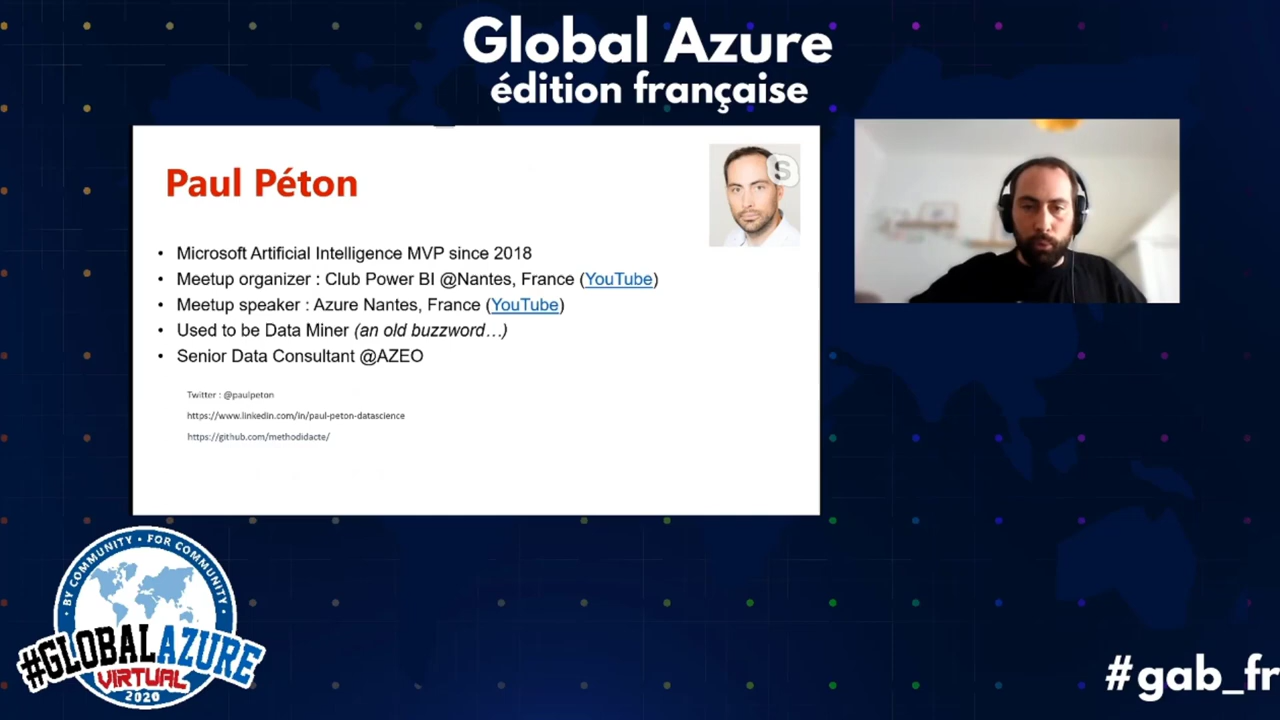 Global Azure
édition française
Paul Péton
S
• Microsoft Artificial Intelligence MVP since 2018
• Meetup organizer : Club Power BI @Nantes, France (YouTube)
• Meetup speaker : Azure Nantes, France (YouTube)
• Used to be Data Miner (an old buzzword…)
• Senior Data Consultant @AZEO
Twitter : @paulpeton
https://www.linkedin.com/in/paul-peton-datascience
https://github.com/methodidacte/
• BY COMMUNITY • FOR COMMUNITY •
#GLOBALAZURE
VIRTUAL
2020
#gab_fr